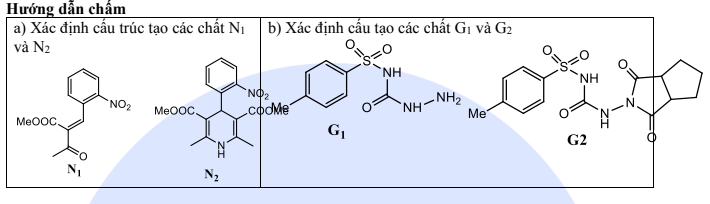 Hướng dẫn chấm
a) Xác định cấu trúc tạo các chất N1 và N2
b) Xác định cấu tạo các chất G1 và G2
NO2
MeOOC
O
N1
NO2
MeOOC
COOMe
N
H
N2
O O
S
NH
O
NH
NH2
Me
G1
O O
S
NH
O
N
H
N
O
O
Me
G2